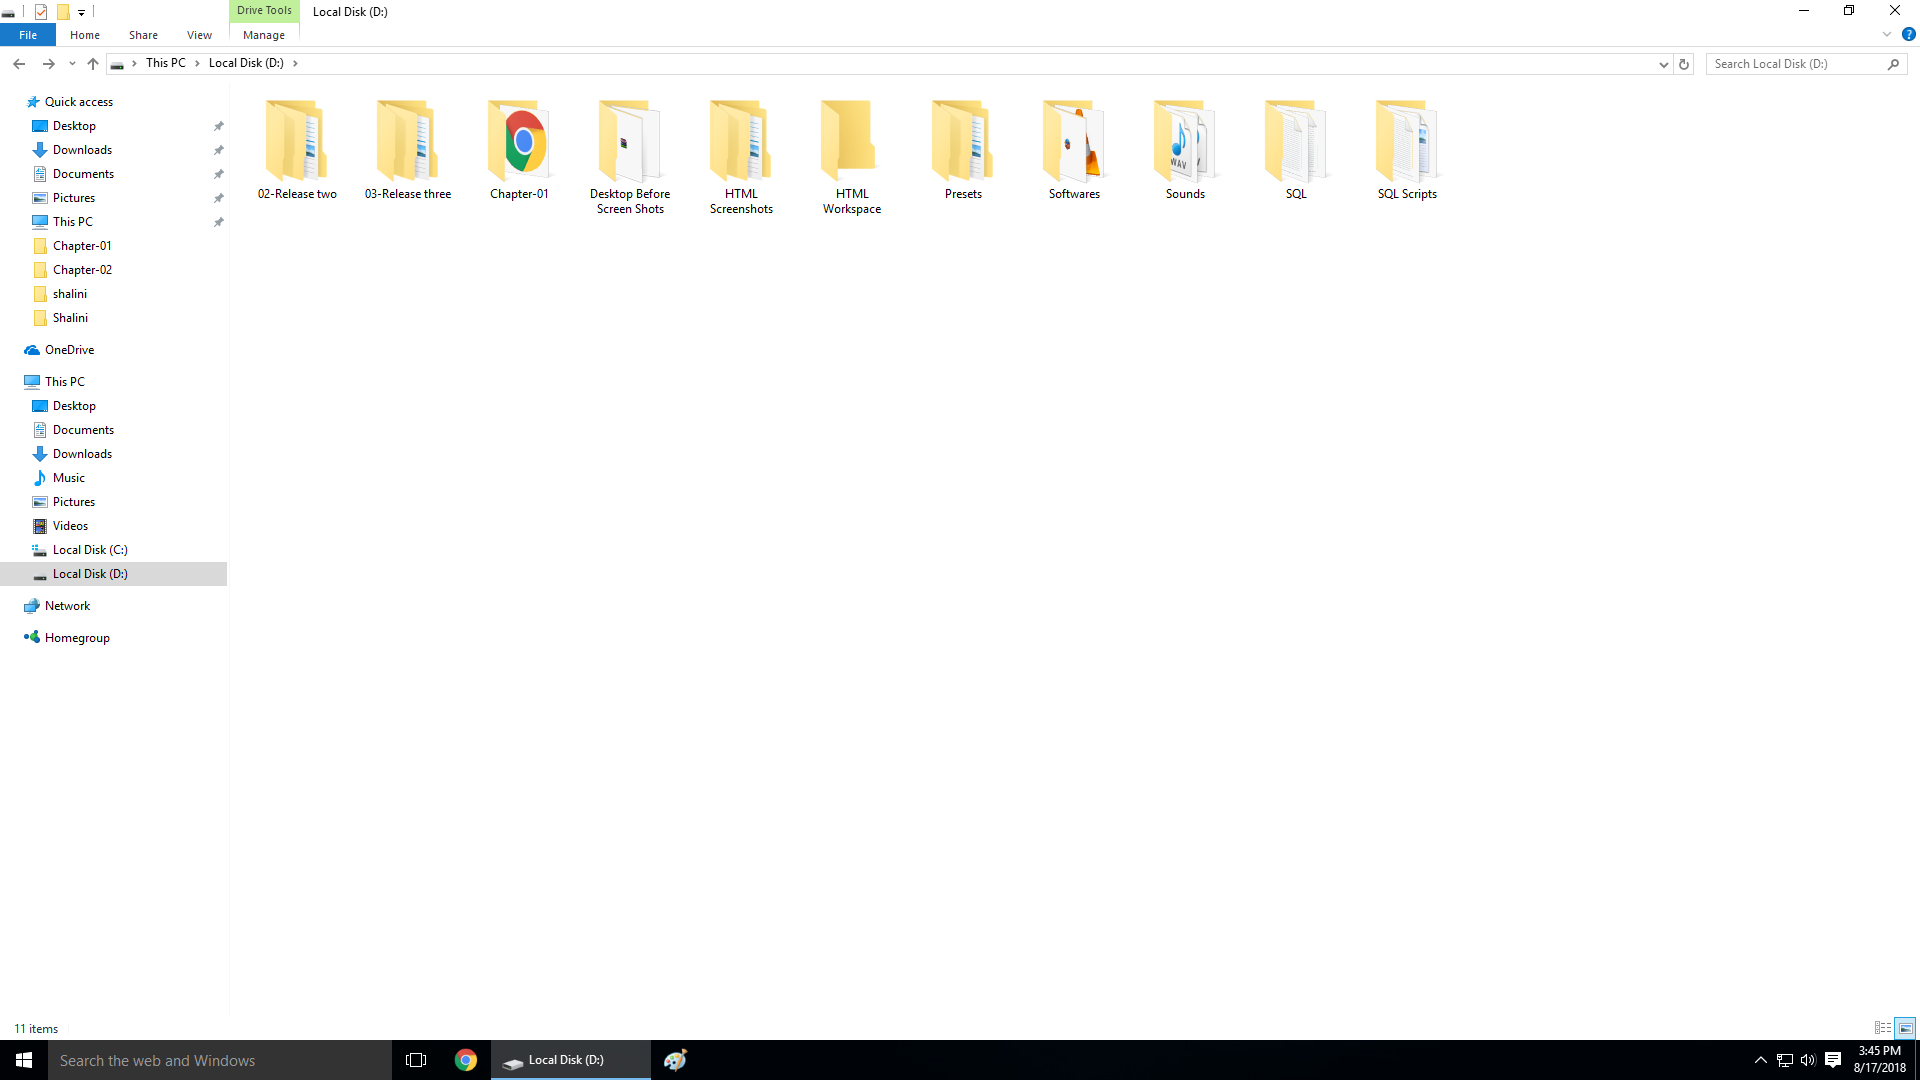 Drive Tools
Local Disk (D:)
File
Home
Share
View
Manage
This PC
Local Disk (D:)
Search Local Disk (D:)
Quick access
Desktop
Downloads
Documents
Pictures
This PC
Chapter-01
Chapter-02
shalini
Shalini
OneDrive
This PC
Desktop
Documents
Downloads
Music
Pictures
Videos
Local Disk (C:)
Local Disk (D:)
Network
Homegroup
02-Release two
03-Release three
Chapter-01
Desktop Before
Screen Shots
HTML
Screenshots
HTML
Workspace
Presets
Softwares
WAV
Sounds
SQL
SQL Scripts
11 items
Search the web and Windows
Local Disk (D:)
3:45 PM
8/17/2018